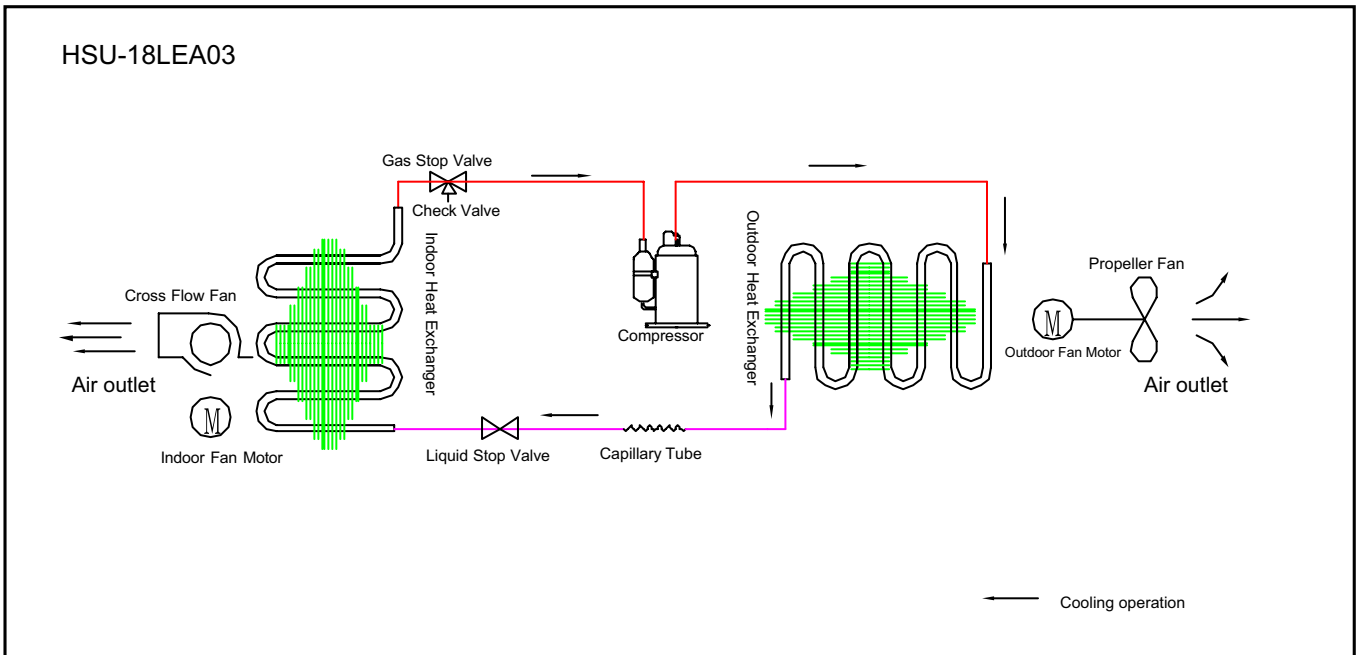 HSU-18LEA03
Gas Stop Valve
Check Valve
Indoor Heat Exchanger
Outdoor Heat Exchanger
Propeller Fan
Cross Flow Fan
Compressor
M
Outdoor Fan Motor
Air outlet
Air outlet
M
Indoor Fan Motor
Liquid Stop Valve
Capillary Tube
Cooling operation